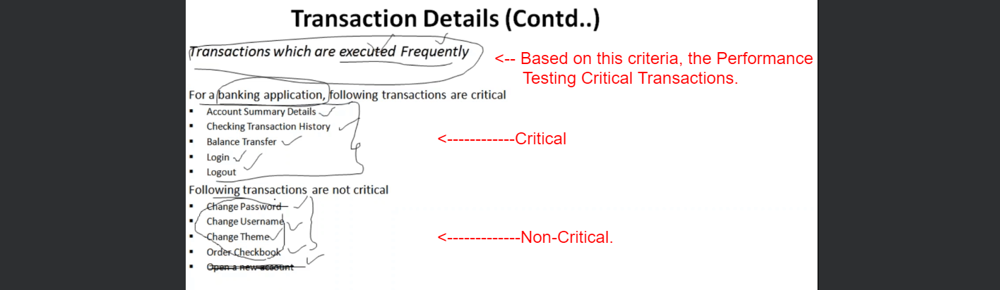 Transaction Details (Contd..)
Transactions which are executed Frequently
<-- Based on this criteria, the Performance
Testing Critical Transactions.
For a banking application, following transactions are critical
▪ Account Summary Details
▪ Checking Transaction History
▪ Balance Transfer
<------------Critical
▪ Login
▪ Logout
Following transactions are not critical
▪ Change Password
▪ Change Username
▪ Change Theme
<-------------Non-Critical.
▪ Order Checkbook
▪ Open a new account